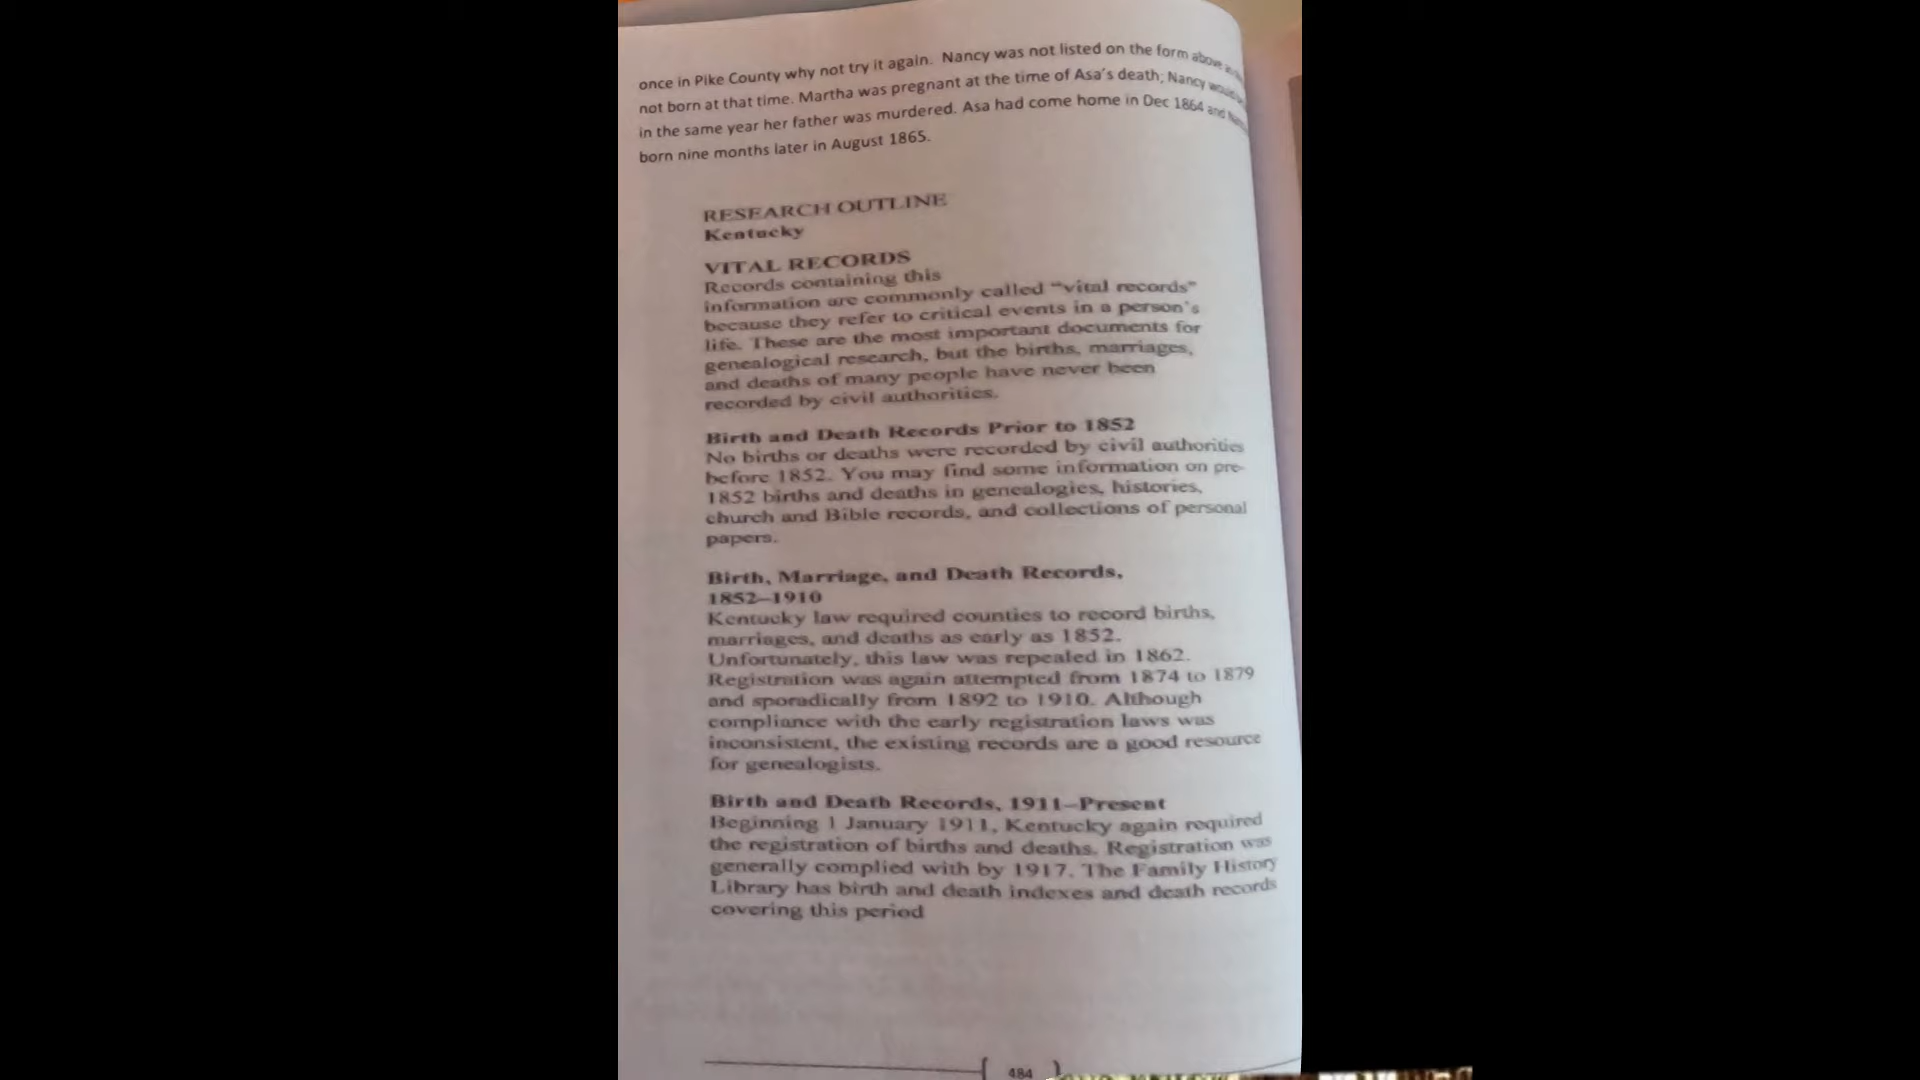 once in Pike County why not try it again. Nancy was not listed on the form above
not born at that time. Martha was pregnant at the time of Asa's death; Nancy would
in the same year her father was murdered. Asa had come home in Dec 1864 and
born nine months later in August 1865.
RESEARCH OUTLINE
Kentucky
VITAL RECORDS
Records containing this
information are commonly called "vital records"
because they refer to critical events in a person's
life. These are the most important documents for
genealogical research, but the births, marriages,
and deaths of many people have never been
recorded by civil authorities.
Birth and Death Records Prior to 1852
No births or deaths were recorded by civil authorities
before 1852. You may find some information on pre-
1852 births and deaths in genealogies, histories,
church and Bible records, and collections of personal
papers.
Birth, Marriage, and Death Records,
1852–1910
Kentucky law required counties to record births,
marriages, and deaths as early as 1852.
Unfortunately, this law was repealed in 1862.
Registration was again attempted from 1874 to 1879
and sporadically from 1892 to 1910. Although
compliance with the early registration laws was
inconsistent, the existing records are a good resource
for genealogists.
Birth and Death Records, 1911–Present
Beginning 1 January 1911, Kentucky again required
the registration of births and deaths. Registration was
generally complied with by 1917. The Family History
Library has birth and death indexes and death records
covering this period
484